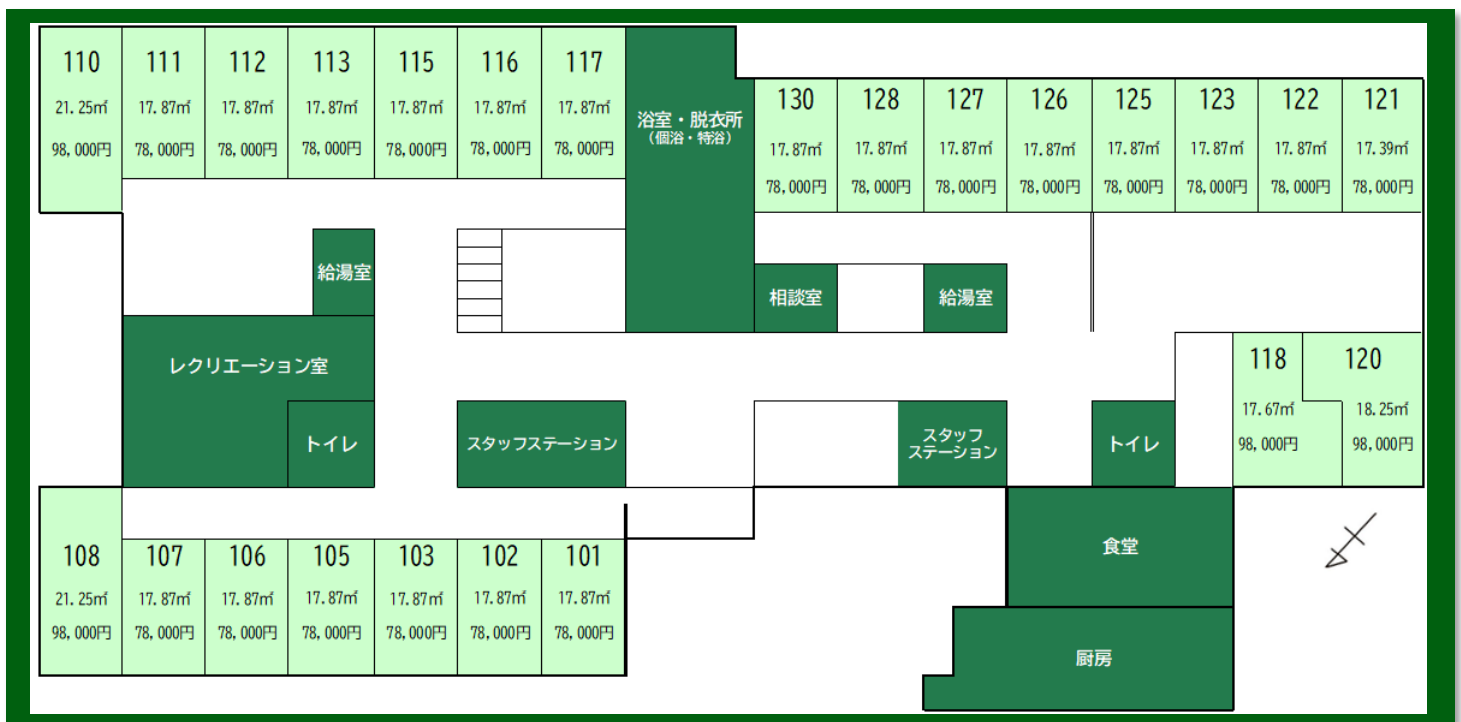 110 111 112 113 115 116 117
21.25㎡ 17.87㎡ 17.87㎡ 17.87㎡ 17.87㎡ 17.87㎡ 17.87㎡
98,000円 78,000円 78,000円 78,000円 78,000円 78,000円 78,000円
浴室・脱衣所
(個浴・特浴)
130 128 127 126 125 123 122 121
17.87㎡ 17.87㎡ 17.87㎡ 17.87㎡ 17.87㎡ 17.87㎡ 17.87㎡ 17.39㎡
78,000円 78,000円 78,000円 78,000円 78,000円 78,000円 78,000円 78,000円
給湯室
相談室
給湯室
レクリエーション室
トイレ
スタッフステーション
スタッフ
ステーション
トイレ
118 120
17.67㎡ 18.25㎡
98,000円 98,000円
108 107 106 105 103 102 101
21.25㎡ 17.87㎡ 17.87㎡ 17.87㎡ 17.87㎡ 17.87㎡ 17.87㎡
98,000円 78,000円 78,000円 78,000円 78,000円 78,000円 78,000円
食堂
厨房